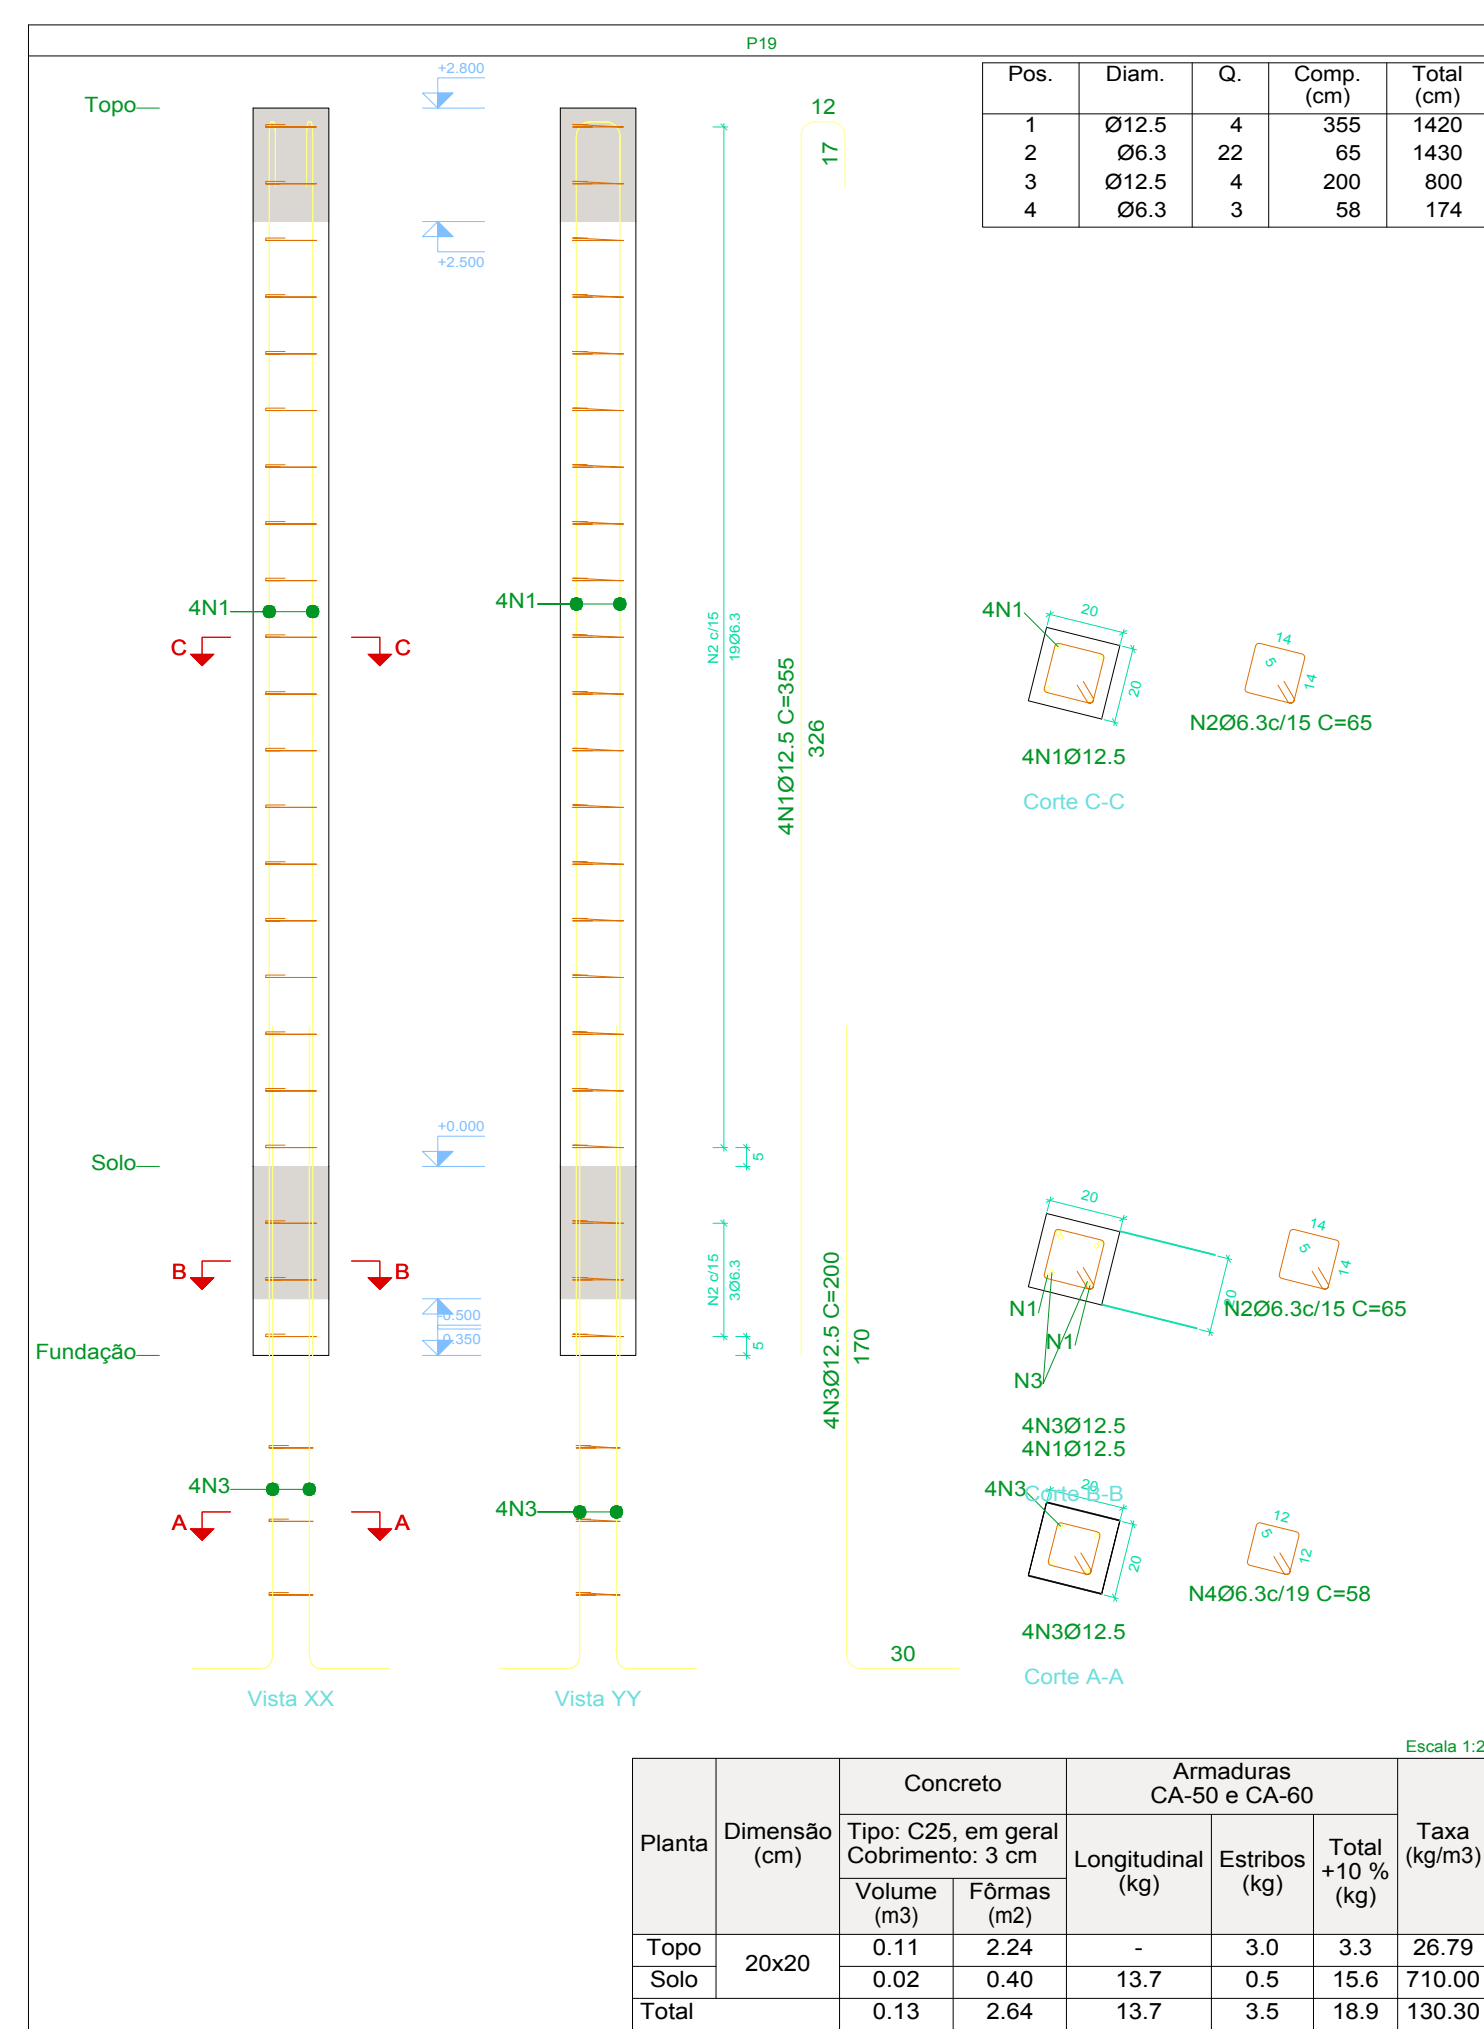 P19
Pos. Diam. Q. Comp. (cm) Total (cm)
1 Ø12.5 4 355 1420
2 Ø6.3 22 65 1430
3 Ø12.5 4 200 800
4 Ø6.3 3 58 174
Topo
+2.800
+2.500
12
17
4N1
4N1
C
C
N2 c/15
19Ø6.3
4N1Ø12.5 C=355
326
4N1
20
20
4N1Ø12.5
Corte C-C
14
5
14
N2Ø6.3c/15 C=65
Solo
+0.000
5
B
B
N2 c/15
3Ø6.3
-0.500
-0.350
Fundação
5
4N3Ø12.5 C=200
170
20
20
N1
N1
N3
4N3Ø12.5
4N1Ø12.5
Corte B-B
14
5
14
N2Ø6.3c/15 C=65
4N3
4N3
A
A
4N3
20
20
4N3Ø12.5
Corte A-A
12
5
12
N4Ø6.3c/19 C=58
30
Vista XX
Vista YY
Escala 1:2
Planta
Dimensão
(cm)
Concreto
Tipo: C25, em geral
Cobrimento: 3 cm
Volume
(m3)
Fôrmas
(m2)
Armaduras
CA-50 e CA-60
Longitudinal
(kg)
Estribos
(kg)
Total
+10 %
(kg)
Taxa
(kg/m3)
Topo 20x20 0.11 2.24 - 3.0 3.3 26.79
Solo 0.02 0.40 13.7 0.5 15.6 710.00
Total 0.13 2.64 13.7 3.5 18.9 130.30